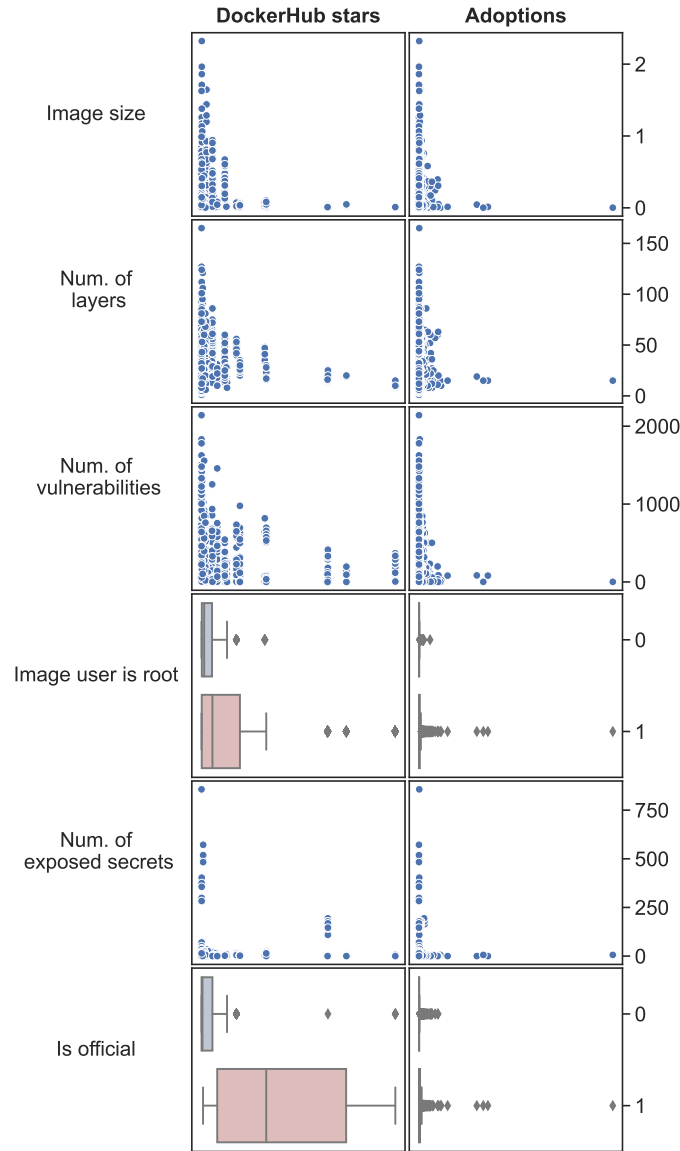 DockerHub stars Adoptions
Image size
2
1
0
Num. of
layers
150
100
50
0
Num. of
vulnerabilities
2000
1000
0
Image user is root
0
1
Num. of
exposed secrets
750
500
250
0
Is official
0
1